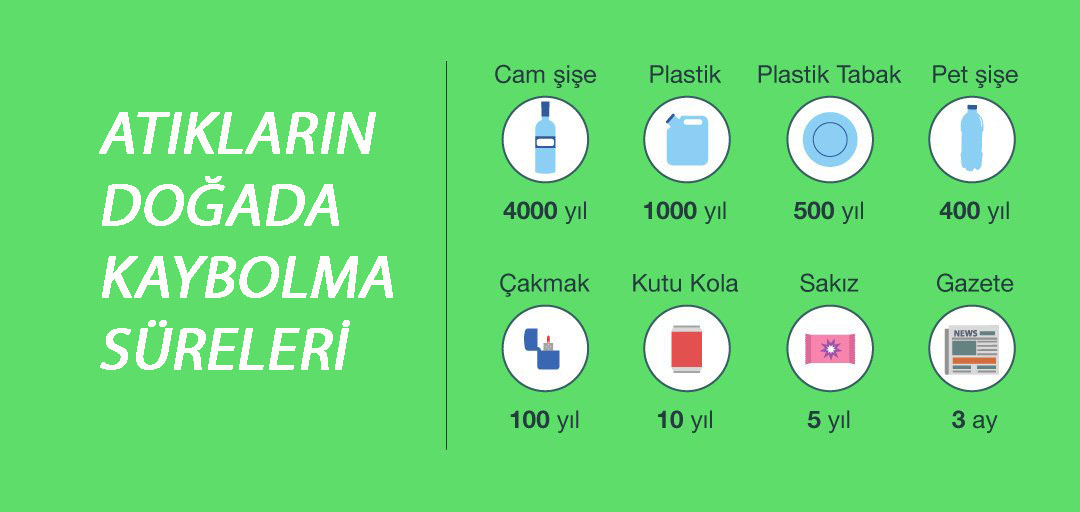 ATIKLARIN
DOĞADA
KAYBOLMA
SÜRELERİ
Cam şişe
4000 yıl
Plastik
1000 yıl
Plastik Tabak
500 yıl
Pet şişe
400 yıl
Çakmak
100 yıl
Kutu Kola
10 yıl
Sakız
5 yıl
Gazete
NEWS
3 ay